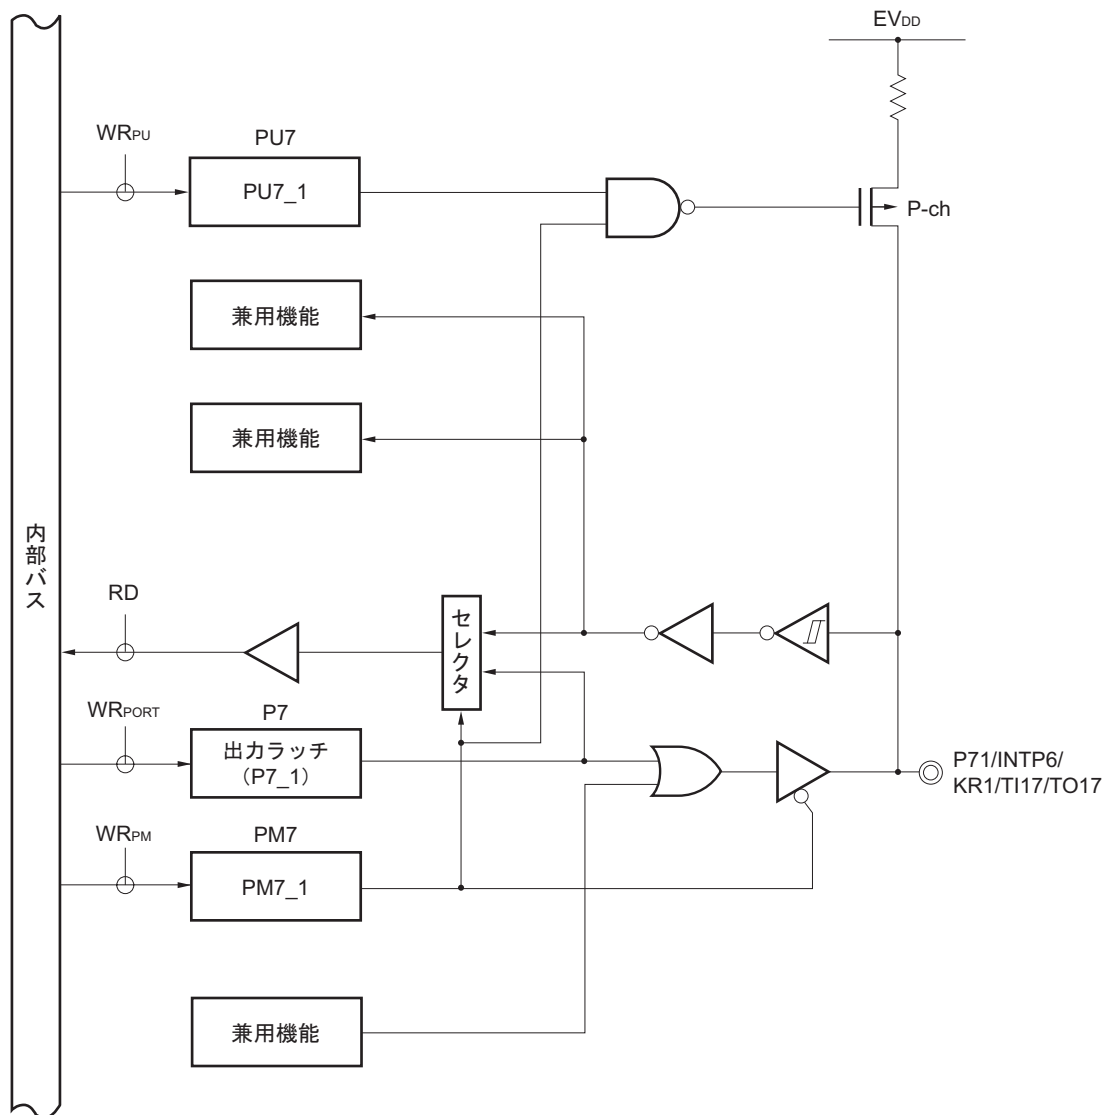 EVDD
WRPU
PU7
PU7_1
P-ch
兼用機能
兼用機能
内部バス
RD
セレクタ
WRPORT
P7
出力ラッチ
（P7_1）
P71/INTP6/
KR1/TI17/TO17
WRPM
PM7
PM7_1
兼用機能